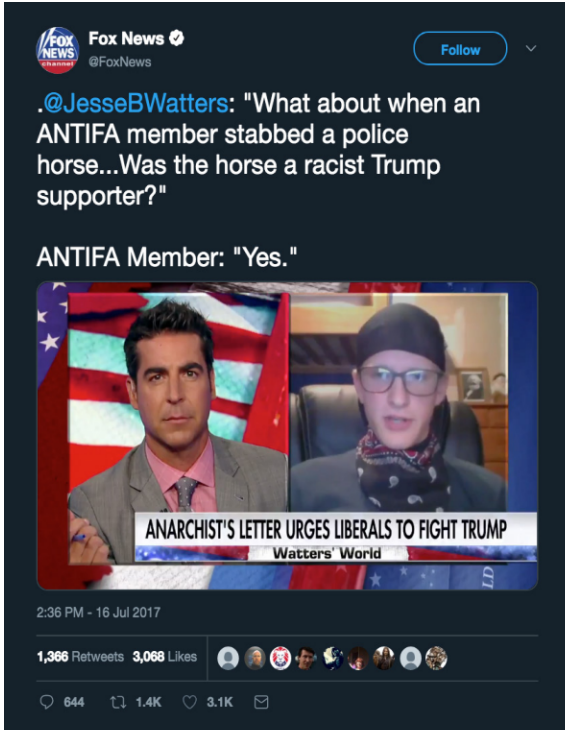 FOX
NEWS
channel
Fox News
@FoxNews
Follow
.@JesseBWatters: "What about when an
ANTIFA member stabbed a police
horse...Was the horse a racist Trump
supporter?"
ANTIFA Member: "Yes."
ANARCHIST'S LETTER URGES LIBERALS TO FIGHT TRUMP
Watters' World
2:36 PM - 16 Jul 2017
1,366 Retweets 3,068 Likes
644 1.4K 3.1K